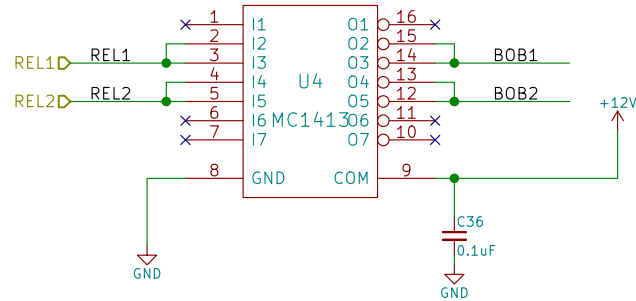 1 I1 O1 16
2 I2 O2 15
REL1 REL1 3 I3 O3 14 BOB1
4 I4 U4 O4 13
REL2 REL2 5 I5 O5 12 BOB2
+12V
6 I6 MC1413 O6 11
7 I7 O7 10
8 GND COM 9
C36
0.1uF
GND
GND